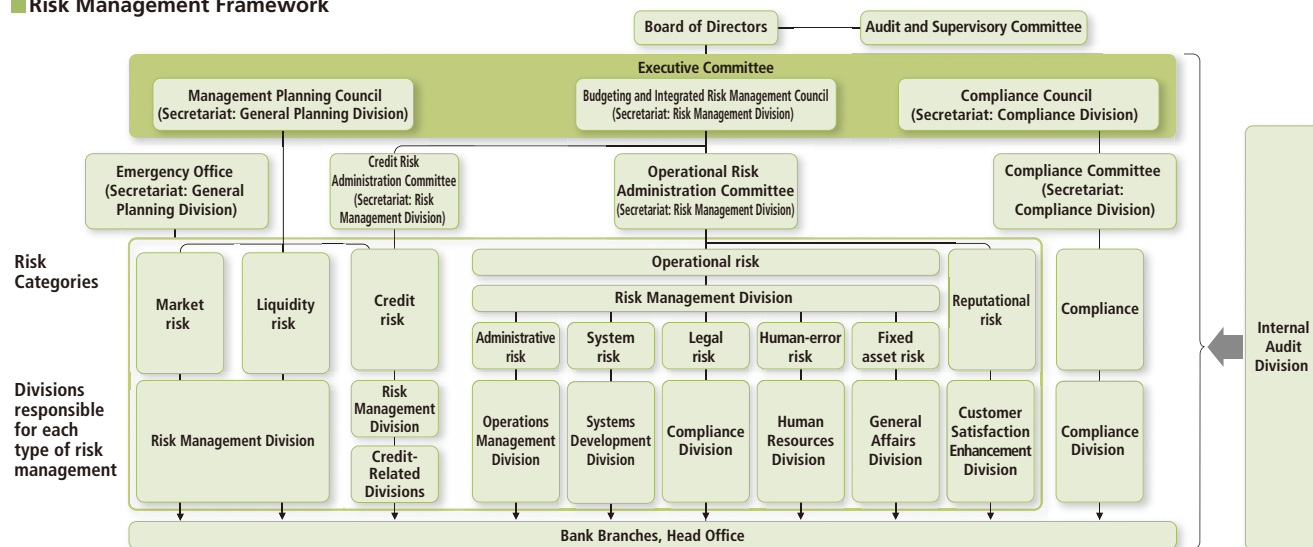 Risk Management Framework
Board of Directors
Audit and Supervisory Committee
Executive Committee
Management Planning Council
(Secretariat: General Planning Division)
Budgeting and Integrated Risk Management Council
(Secretariat: Risk Management Division)
Compliance Council
(Secretariat: Compliance Division)
Emergency Office
(Secretariat: General
Planning Division)
Credit Risk
Administration Committee
(Secretariat: Risk
Management Division)
Operational Risk
Administration Committee
(Secretariat: Risk Management Division)
Compliance Committee
(Secretariat:
Compliance Division)
Risk
Categories
Market
risk
Liquidity
risk
Credit
risk
Operational risk
Risk Management Division
Administrative
risk
System
risk
Legal
risk
Human-error
risk
Fixed
asset risk
Reputational
risk
Compliance
Internal
Audit
Division
Divisions
responsible
for each
type of risk
management
Risk Management Division
Risk
Management
Division
Credit-
Related
Divisions
Operations
Management
Division
Systems
Development
Division
Compliance
Division
Human
Resources
Division
General
Affairs
Division
Customer
Satisfaction
Enhancement
Division
Compliance
Division
Bank Branches, Head Office